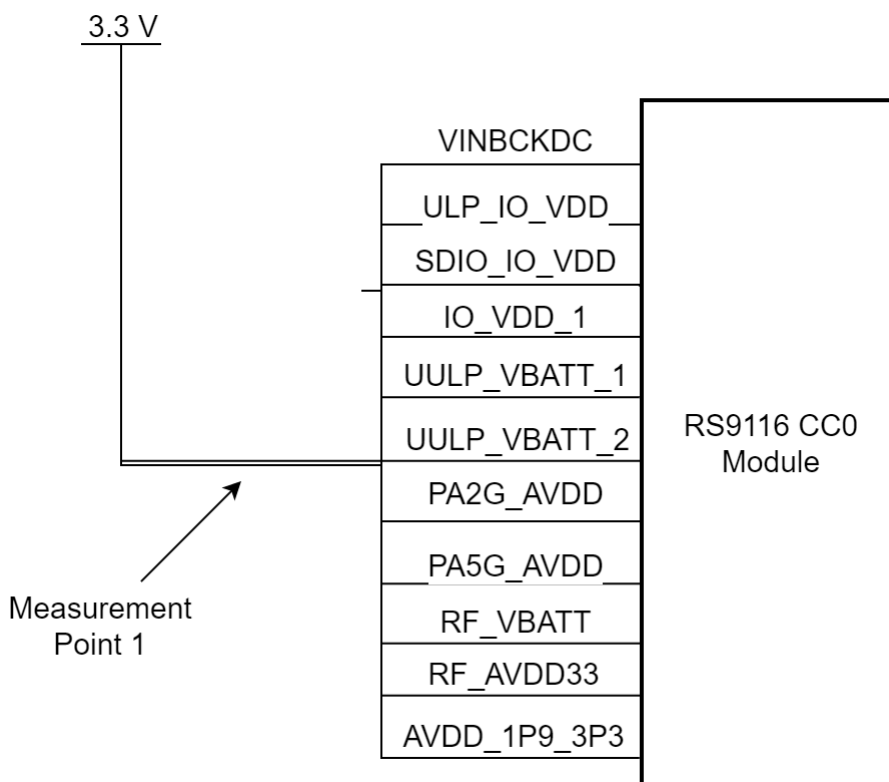 3.3 V
VINBCKDC
ULP_IO_VDD
SDIO_IO_VDD
IO_VDD_1
UULP_VBATT_1
UULP_VBATT_2
PA2G_AVDD
PA5G_AVDD
RF_VBATT
RF_AVDD33
AVDD_1P9_3P3
RS9116 CC0
Module
Measurement
Point 1